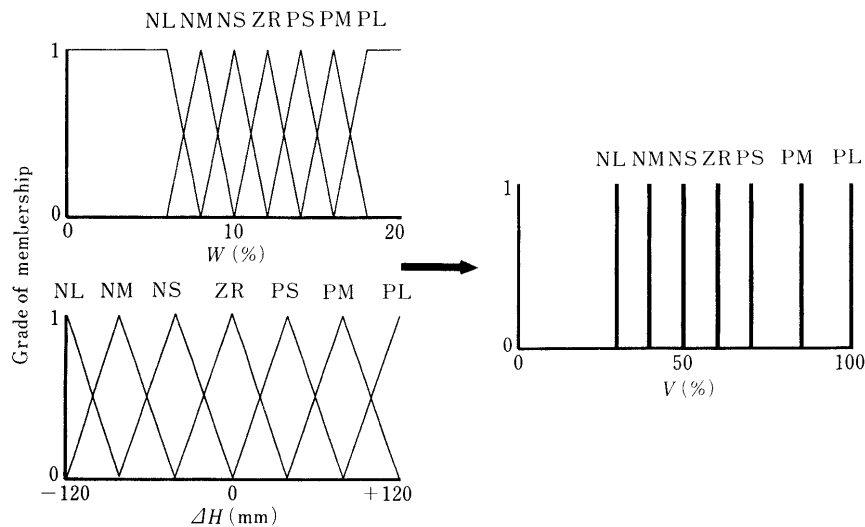 NL NM NS ZR PS PM PL
1
0
0 10 20
W (%)
Grade of membership
NL NM NS ZR PS PM PL
1
0
−120 0 +120
ΔH (mm)
NL NM NS ZR PS PM PL
1
0
0 50 100
V (%)